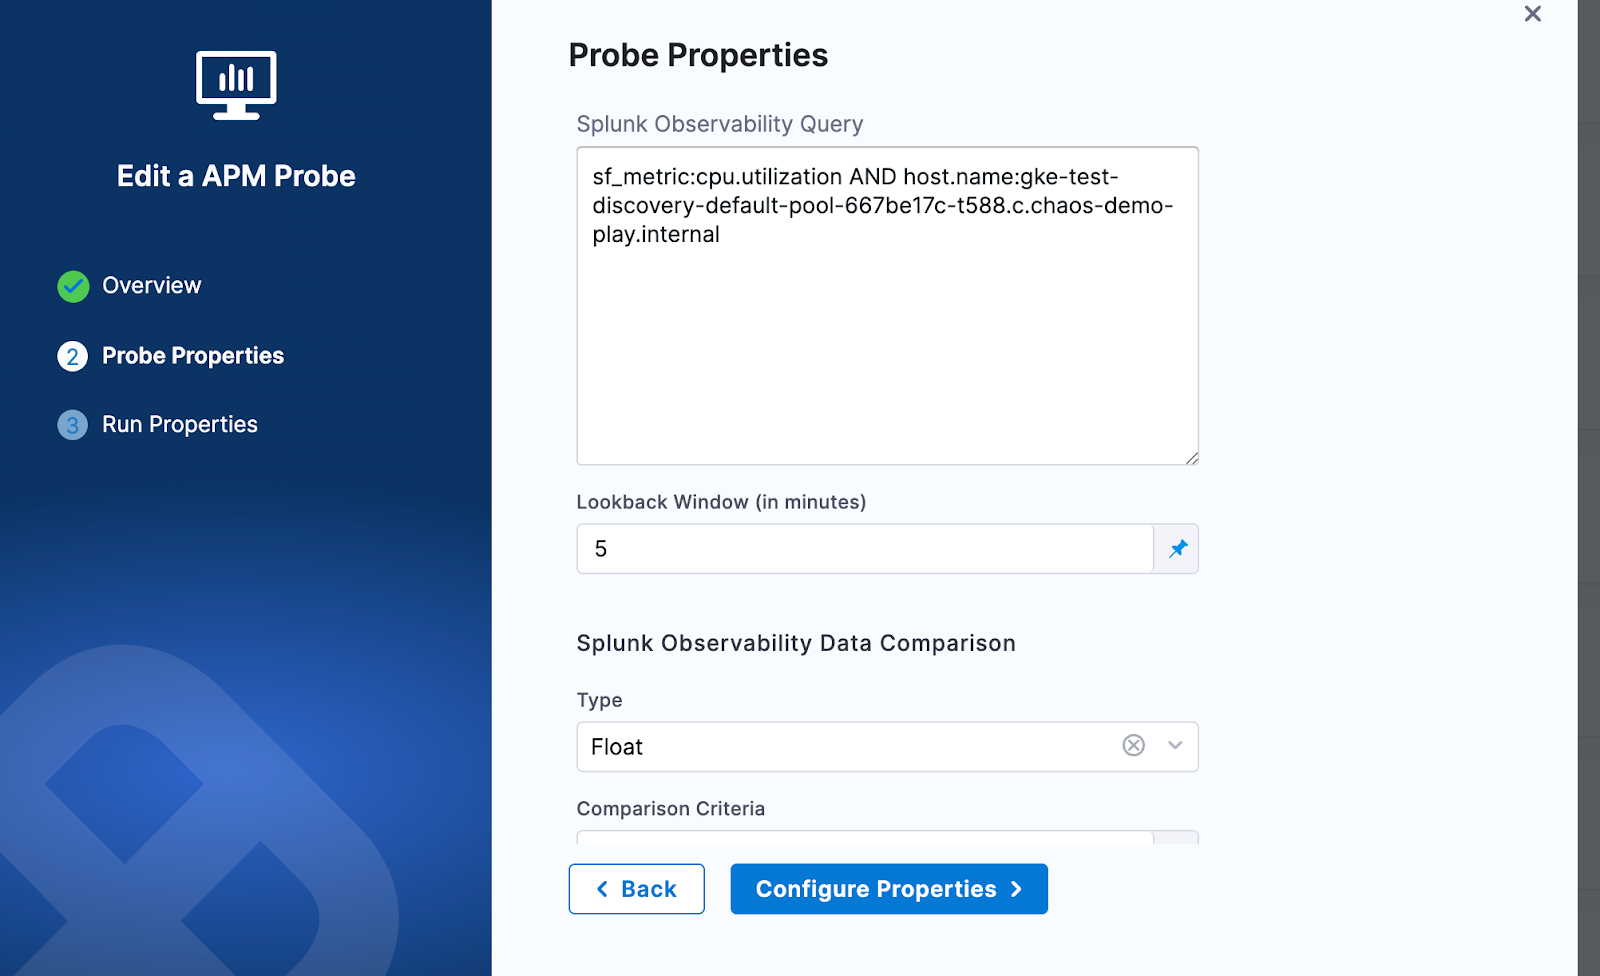 Edit a APM Probe
Overview
2 Probe Properties
3 Run Properties
Probe Properties
Splunk Observability Query
sf_metric:cpu.utilization AND host.name:gke-test-
discovery-default-pool-667be17c-t588.c.chaos-demo-
play.internal
Lookback Window (in minutes)
5
Splunk Observability Data Comparison
Type
Float
Comparison Criteria
Back
Configure Properties